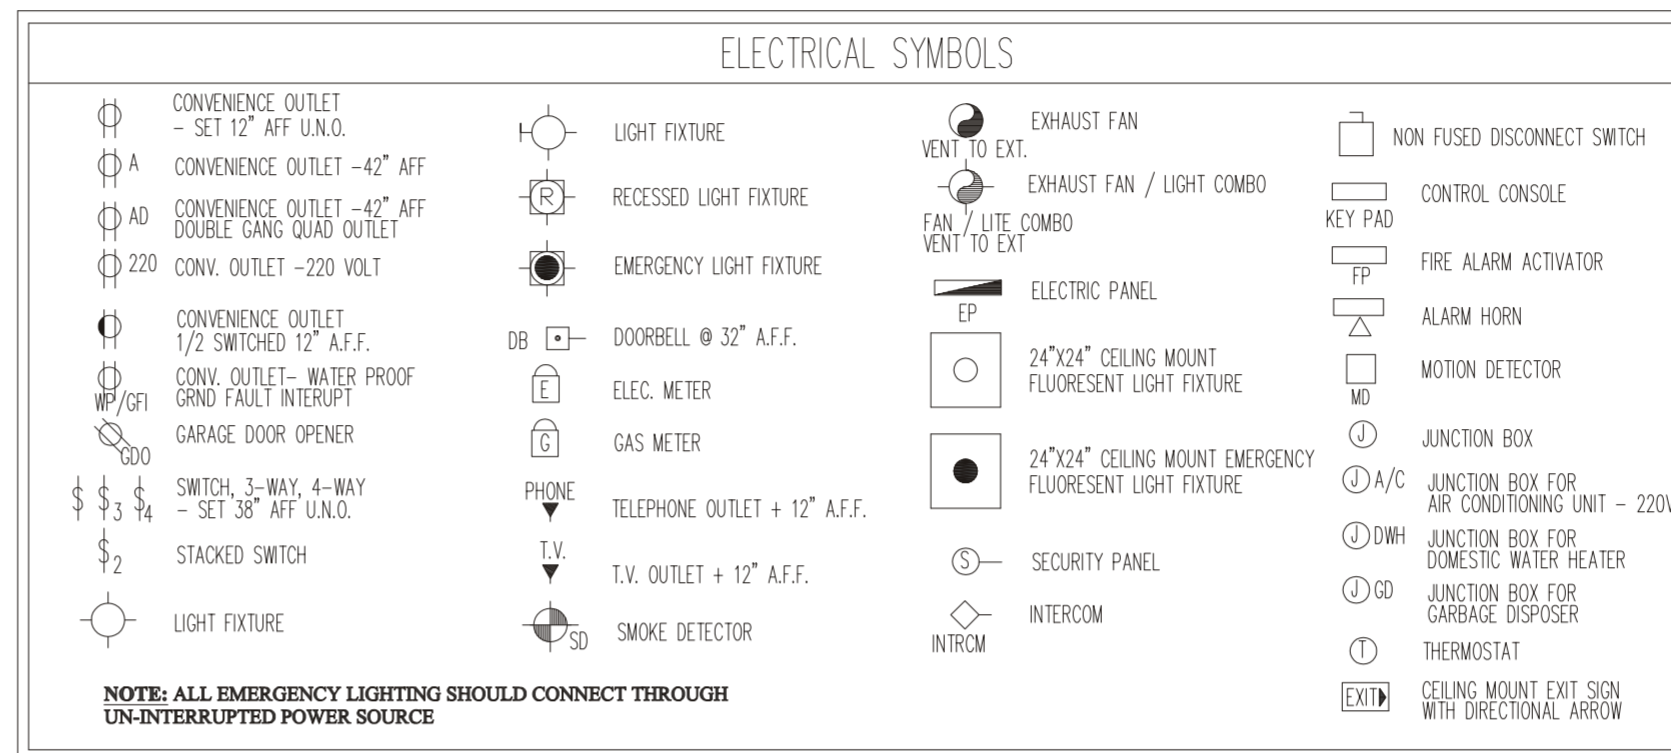 ELECTRICAL SYMBOLS
CONVENIENCE OUTLET
- SET 12" AFF U.N.O.
A CONVENIENCE OUTLET -42" AFF
AD CONVENIENCE OUTLET -42" AFF
DOUBLE GANG QUAD OUTLET
220 CONV. OUTLET -220 VOLT
CONVENIENCE OUTLET
1/2 SWITCHED 12" A.F.F.
CONV. OUTLET- WATER PROOF
GRND FAULT INTERUPT
WP/GFI
GARAGE DOOR OPENER
GDO
$ $3 $4 SWITCH, 3-WAY, 4-WAY
- SET 38" AFF U.N.O.
$2 STACKED SWITCH
LIGHT FIXTURE
LIGHT FIXTURE
R RECESSED LIGHT FIXTURE
EMERGENCY LIGHT FIXTURE
DB DOORBELL @ 32" A.F.F.
E ELEC. METER
G GAS METER
PHONE
TELEPHONE OUTLET + 12" A.F.F.
T.V.
T.V. OUTLET + 12" A.F.F.
SD SMOKE DETECTOR
EXHAUST FAN
VENT TO EXT.
EXHAUST FAN / LIGHT COMBO
FAN / LITE COMBO
VENT TO EXT
ELECTRIC PANEL
EP
24"X24" CEILING MOUNT
FLUORESENT LIGHT FIXTURE
24"X24" CEILING MOUNT EMERGENCY
FLUORESENT LIGHT FIXTURE
S SECURITY PANEL
INTERCOM
INTRCM
NON FUSED DISCONNECT SWITCH
CONTROL CONSOLE
KEY PAD
FIRE ALARM ACTIVATOR
FP
ALARM HORN
MOTION DETECTOR
MD
J JUNCTION BOX
J A/C JUNCTION BOX FOR
AIR CONDITIONING UNIT - 220V
J DWH JUNCTION BOX FOR
DOMESTIC WATER HEATER
J GD JUNCTION BOX FOR
GARBAGE DISPOSER
T THERMOSTAT
EXIT CEILING MOUNT EXIT SIGN
WITH DIRECTIONAL ARROW
NOTE: ALL EMERGENCY LIGHTING SHOULD CONNECT THROUGH
UN-INTERRUPTED POWER SOURCE